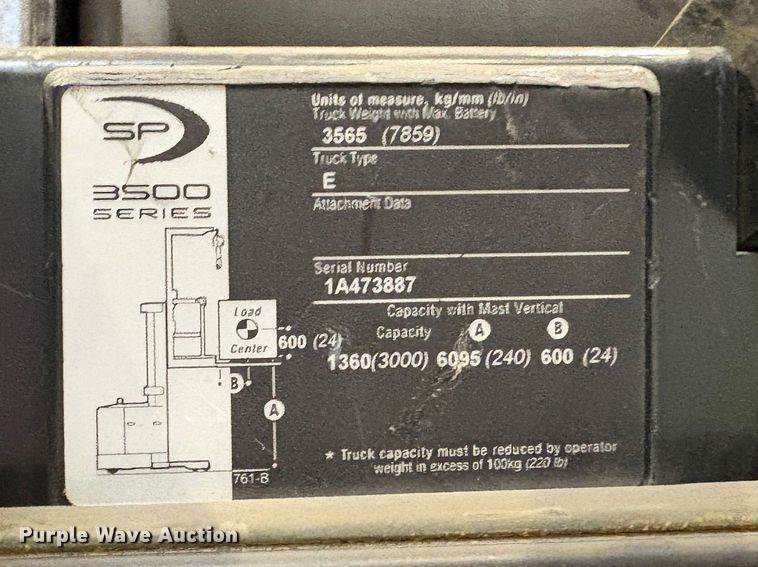 SP
3500
SERIES
Load
Center
600 (24)
B
A
761-B
Units of measure, kg/mm (lb/in)
Truck Weight with Max. Battery
3565 (7859)
Truck Type
E
Attachment Data
Serial Number
1A473887
Capacity with Mast Vertical
Capacity A B
1360(3000) 6095 (240) 600 (24)
* Truck capacity must be reduced by operator
weight in excess of 100kg (220 lb)
Purple Wave Auction